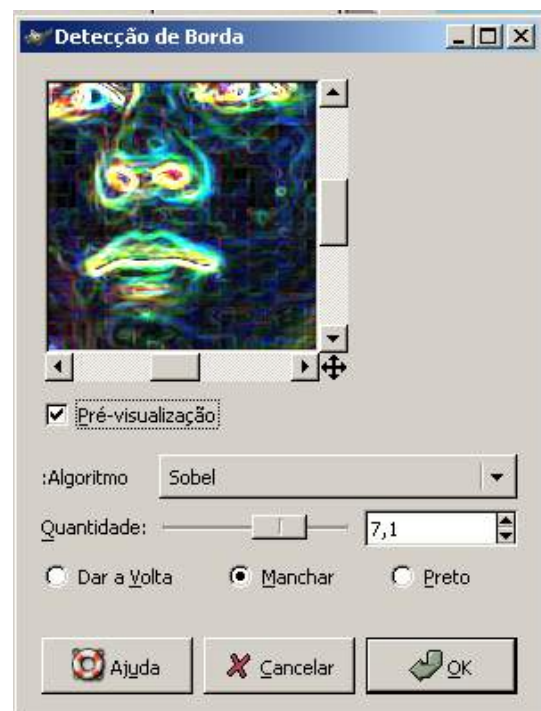 Detecção de Borda
Pré-visualização
:Algoritmo Sobel
Quantidade: 7,1
Dar a Volta Manchar Preto
Ajuda Cancelar OK